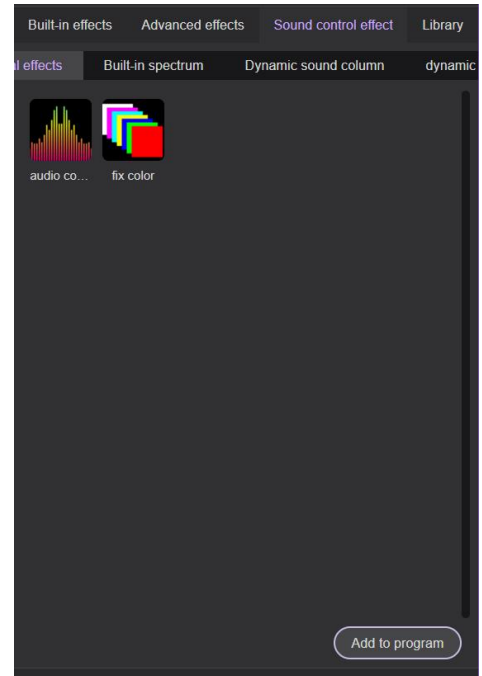 Built-in effects Advanced effects Sound control effect Library
l effects Built-in spectrum Dynamic sound column dynamic
audio co... fix color
Add to program